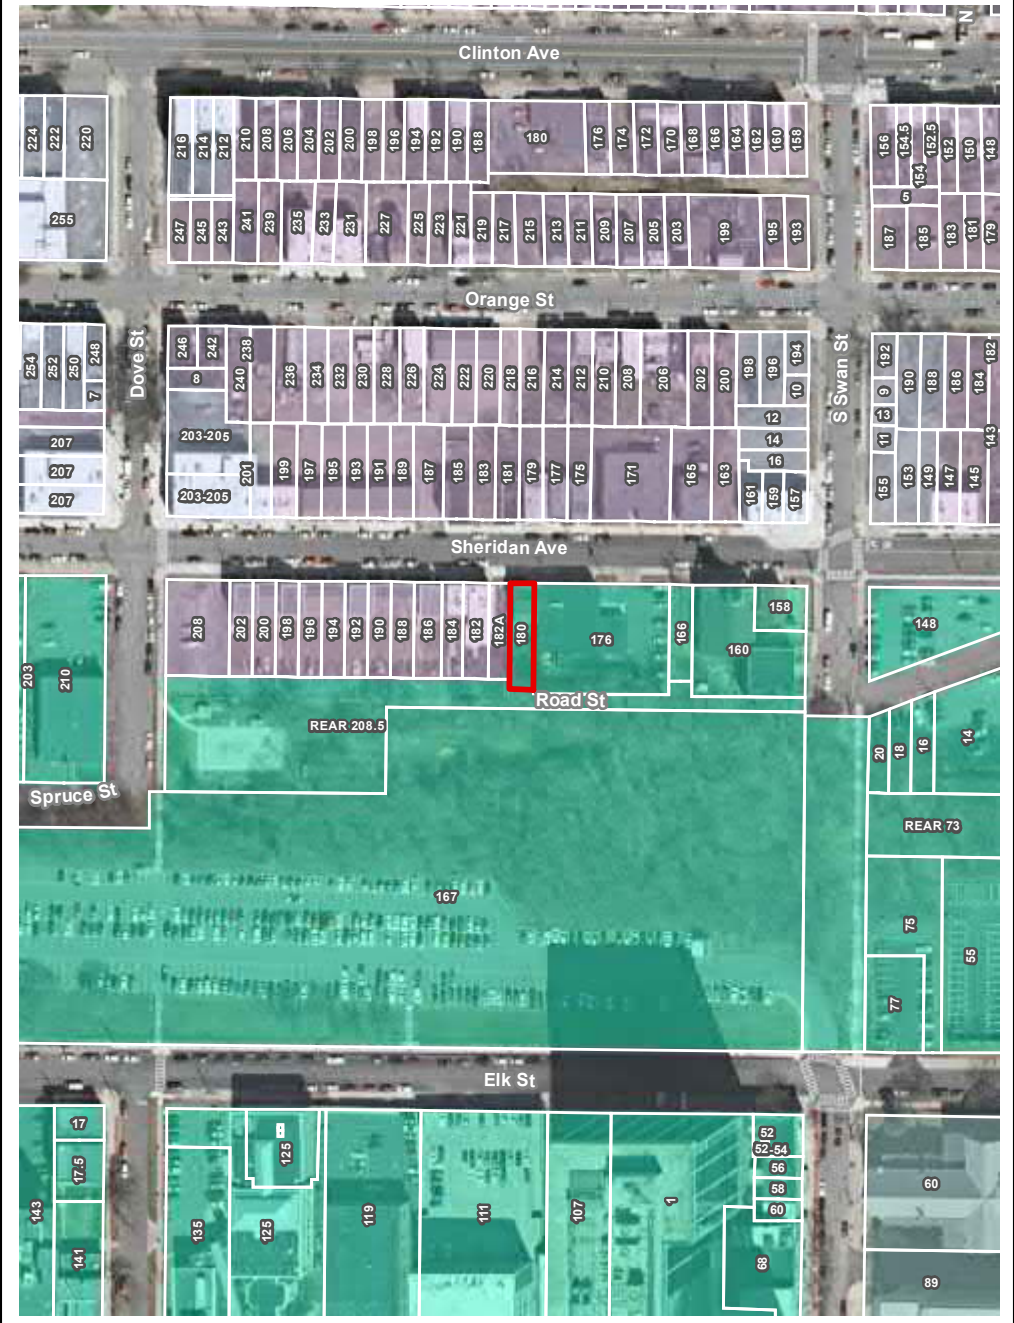 N
Clinton Ave
224 222 220 216 214 212 210 208 206 204 202 200 198 196 194 192 190 188 180 176 174 172 170 168 166 164 162 160 158 156 154.5 154 152.5 152 150 148
5
255 247 245 243 241 239 235 233 231 227 225 223 221 219 217 215 213 211 209 207 205 203 199 195 193 187 185 183 181 179
Orange St
Dove St
S Swan St
254 252 250 248 246 242 238 240 236 234 232 230 228 226 224 222 220 218 216 214 212 210 208 206 202 200 198 196 194 192 190 188 186 184 182
8
7
10
9
12
13
14
11
16
143
207
207
207
203-205
203-205
201 199 197 195 193 191 189 187 185 183 181 179 177 175 171 165 163 161 159 157 155 153 149 147 145
Sheridan Ave
203 210 208 202 200 198 196 194 192 190 188 186 184 182 182A 180 176 166 160 158 148
Road St
REAR 208.5
20 18 16 14
Spruce St
REAR 73
167
75
55
77
Elk St
17
17.5
143
141
135
125
125
119
111
107
1
52
52-54
56
58
60
68
60
89